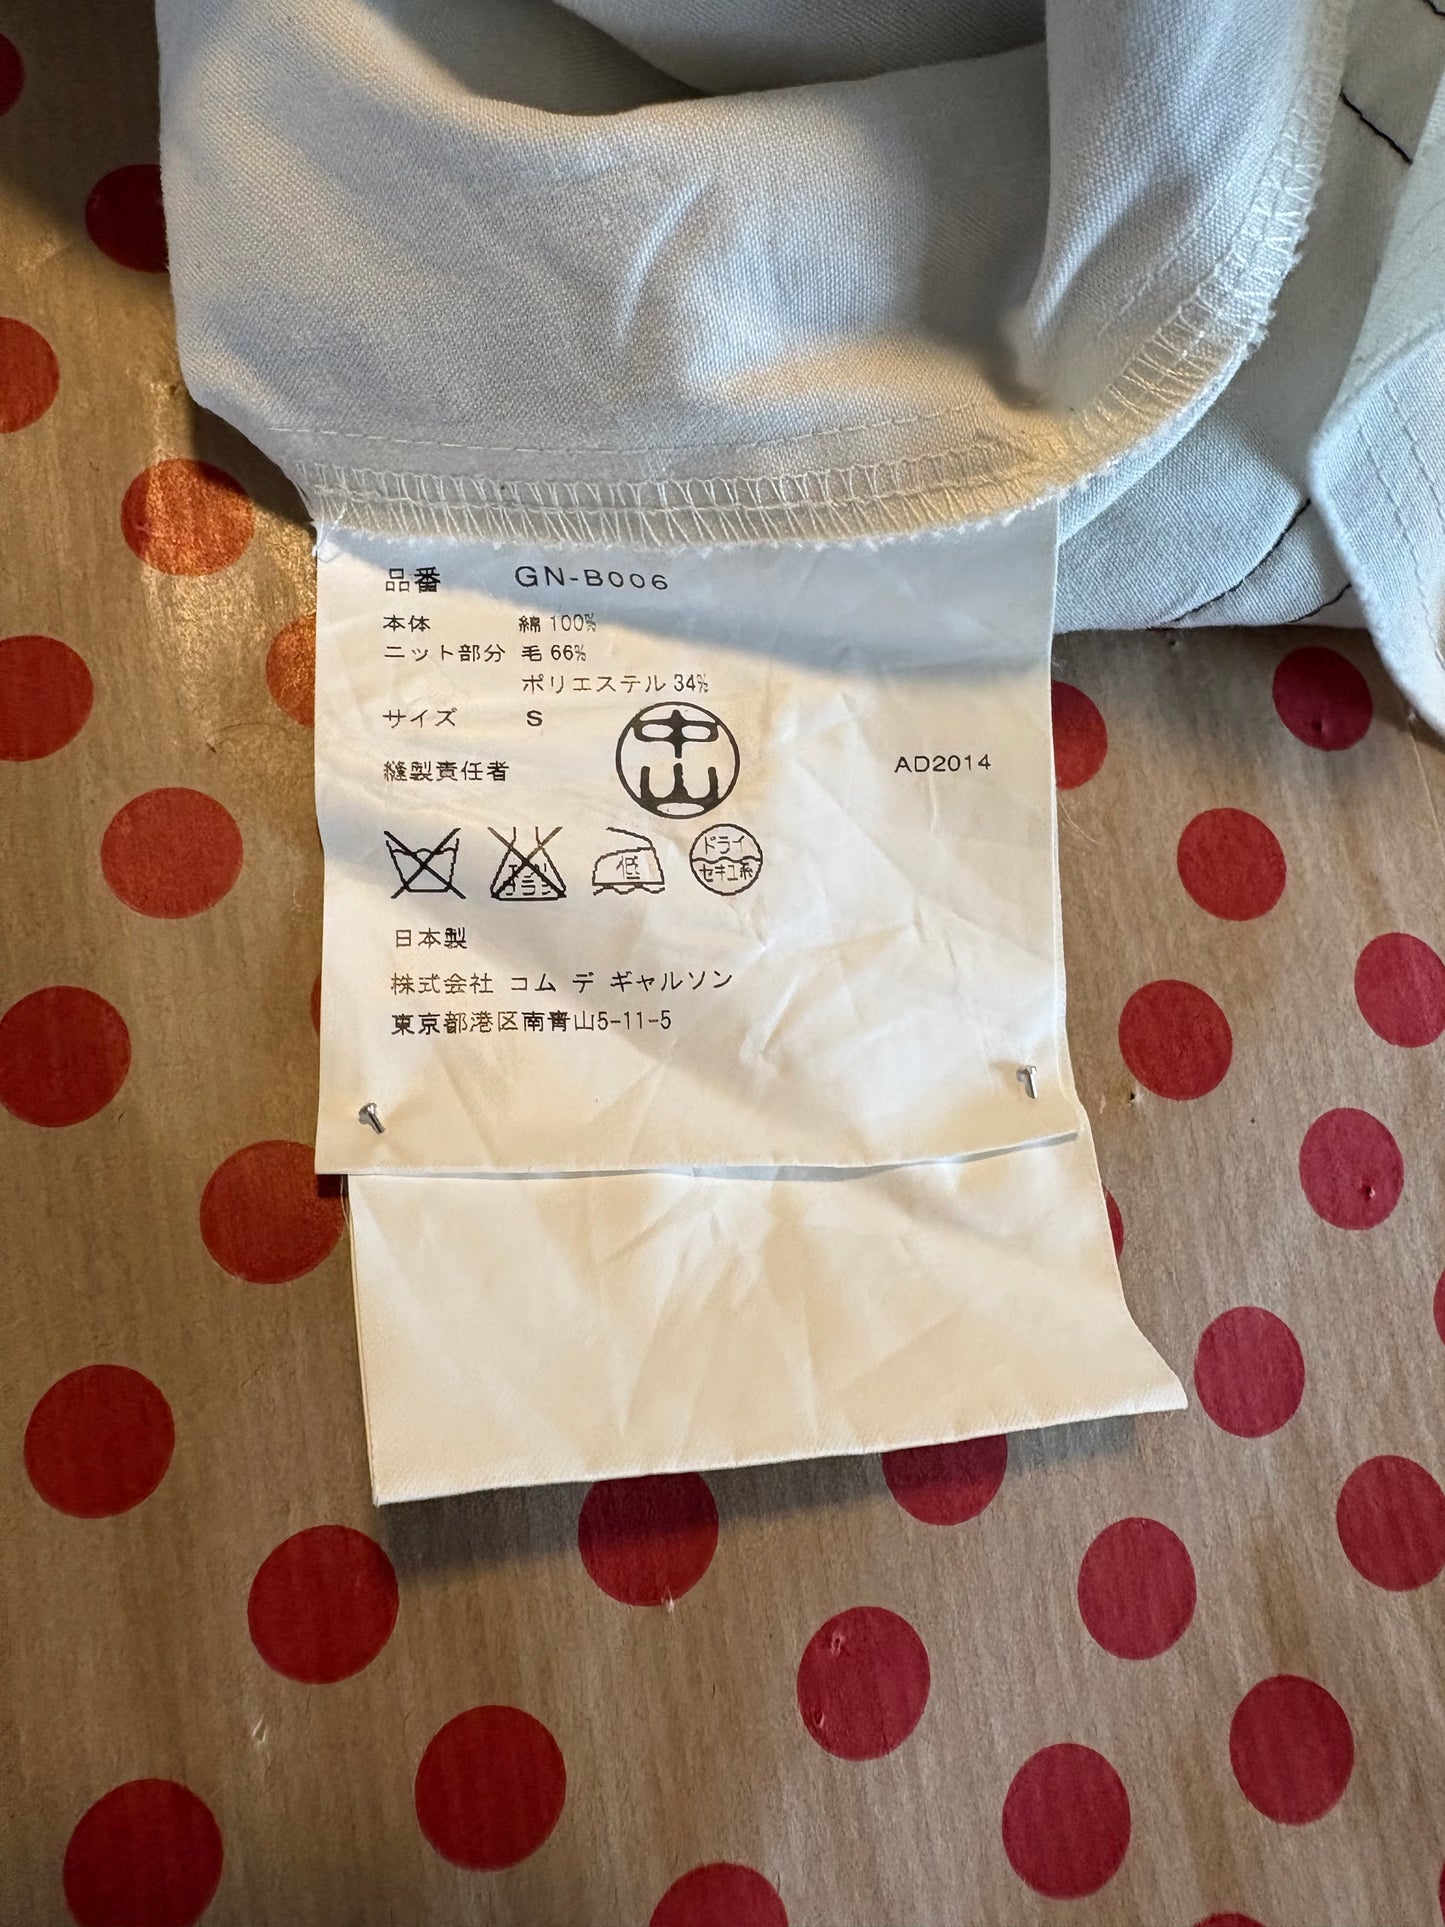 品番 GN-B006
本体 綿 100%
ニット部分 毛 66%
ポリエステル 34%
サイズ S
中山
縫製責任者
AD2014
低
ドライ
セキユ系
日本製
株式会社 コム デ ギャルソン
東京都港区南青山5-11-5